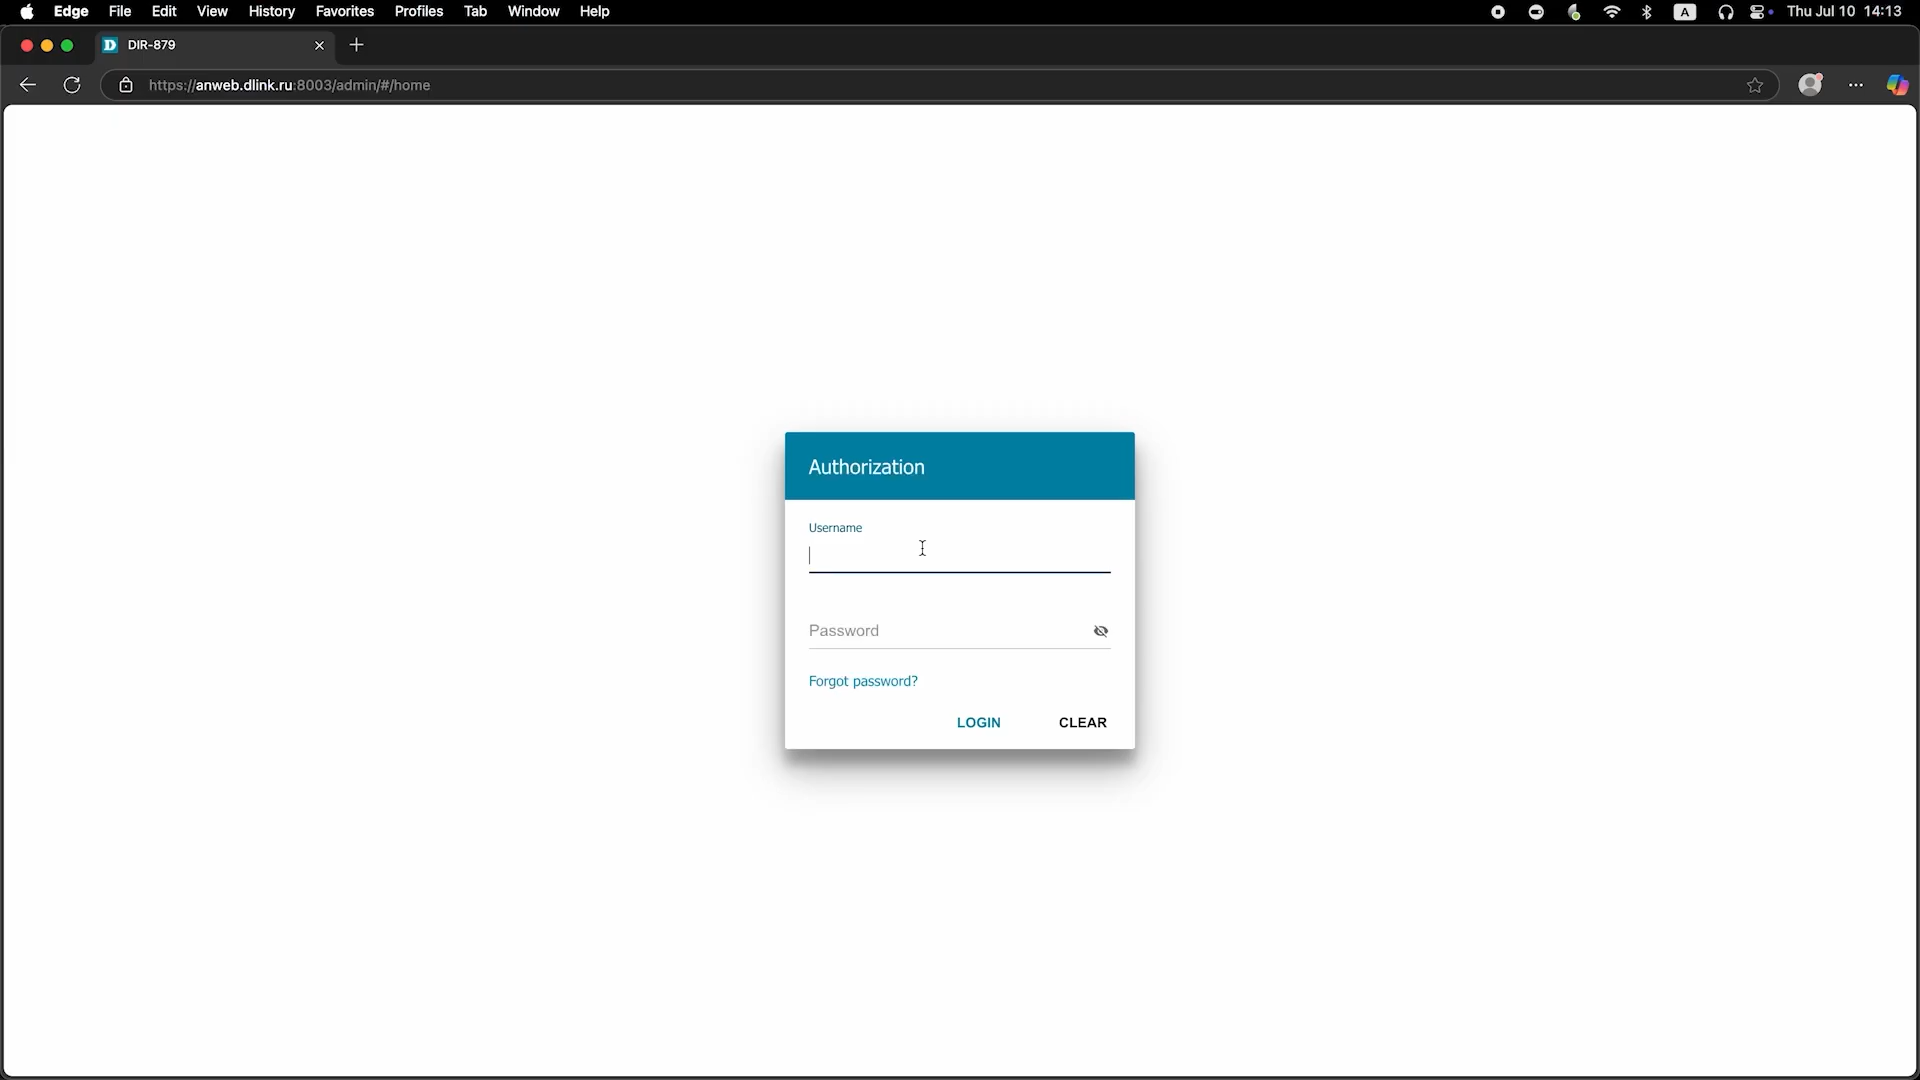 Edge File Edit View History Favorites Profiles Tab Window Help A Thu Jul 10 14:13
D DIR-879
https://anweb.dlink.ru:8003/admin/#/home
Authorization
Username
Password
Forgot password?
LOGIN CLEAR